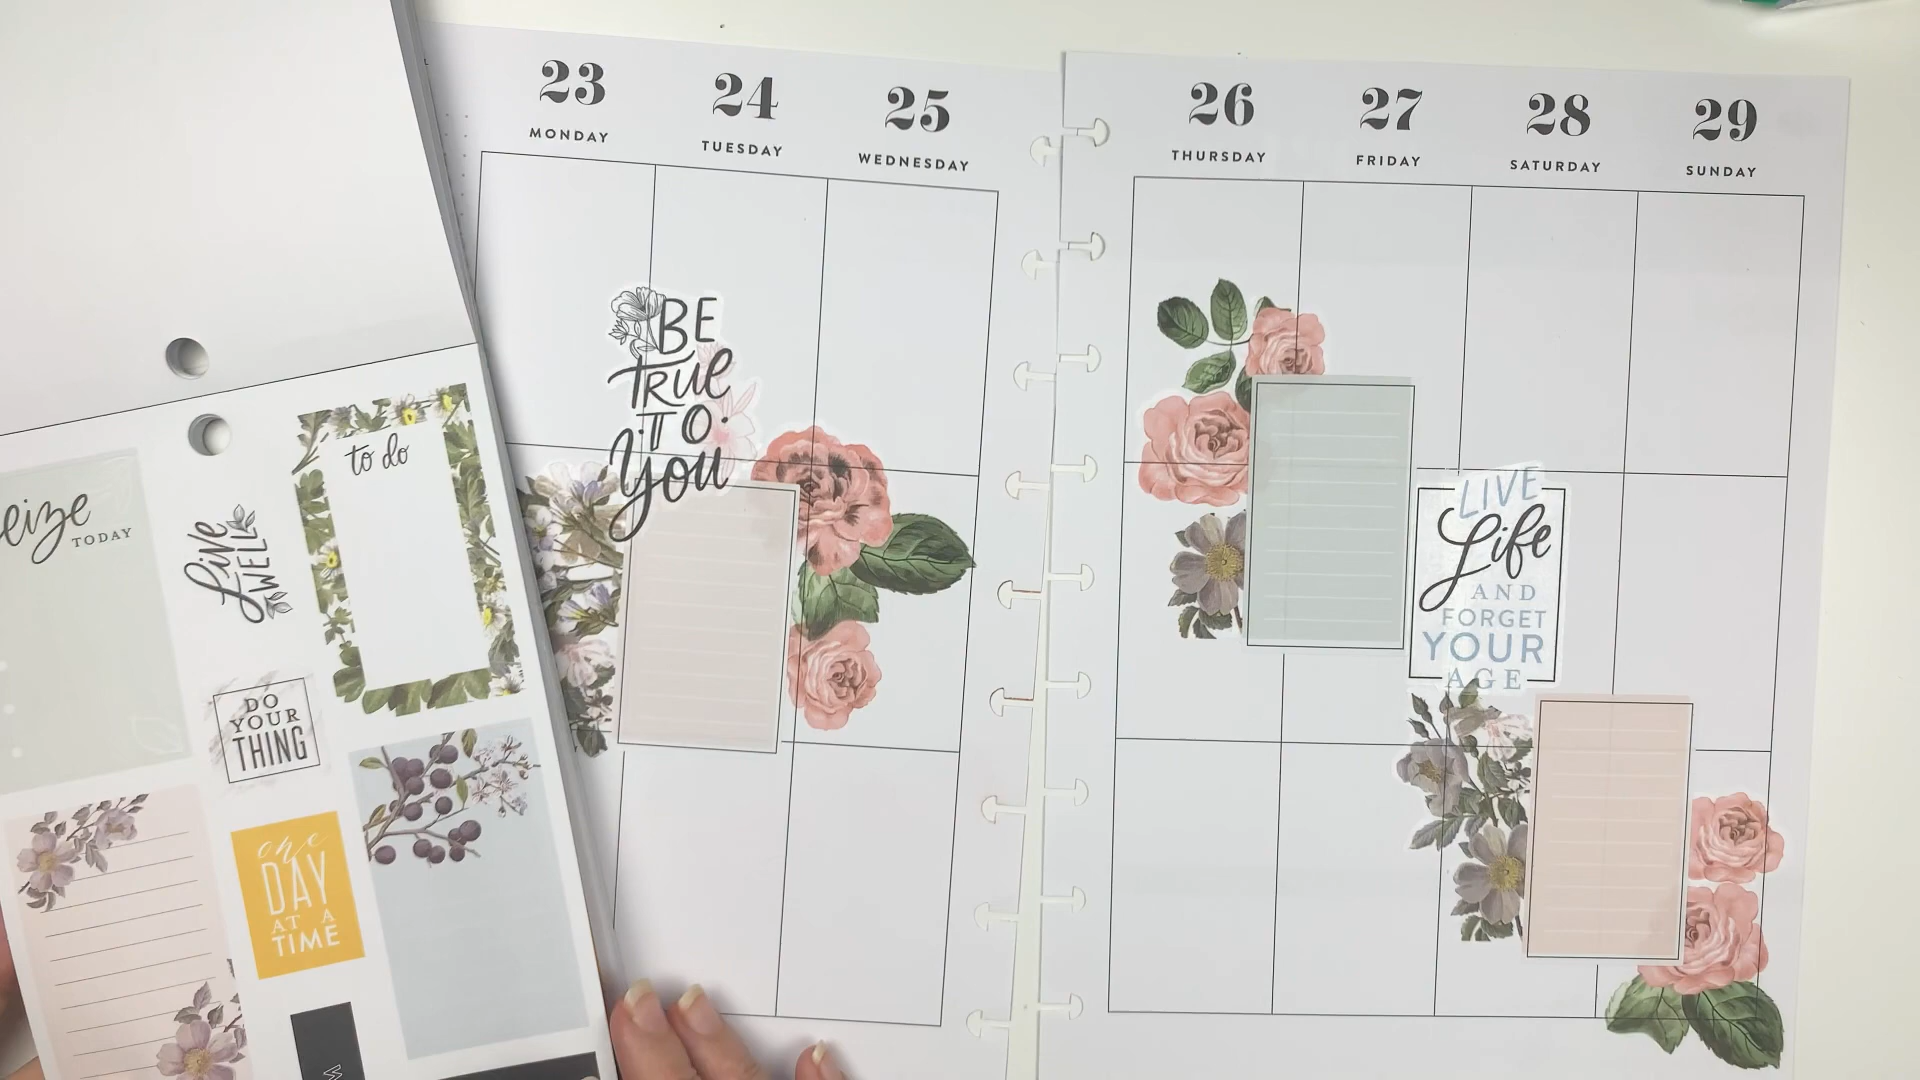 23
MONDAY
24
TUESDAY
25
WEDNESDAY
26
THURSDAY
27
FRIDAY
28
SATURDAY
29
SUNDAY
BE
TRUE
TO
You
LIVE
Life
AND
FORGET
YOUR
AGE
TODAY
Live
WELL
to do
DO
YOUR
THING
one
DAY
AT A
TIME